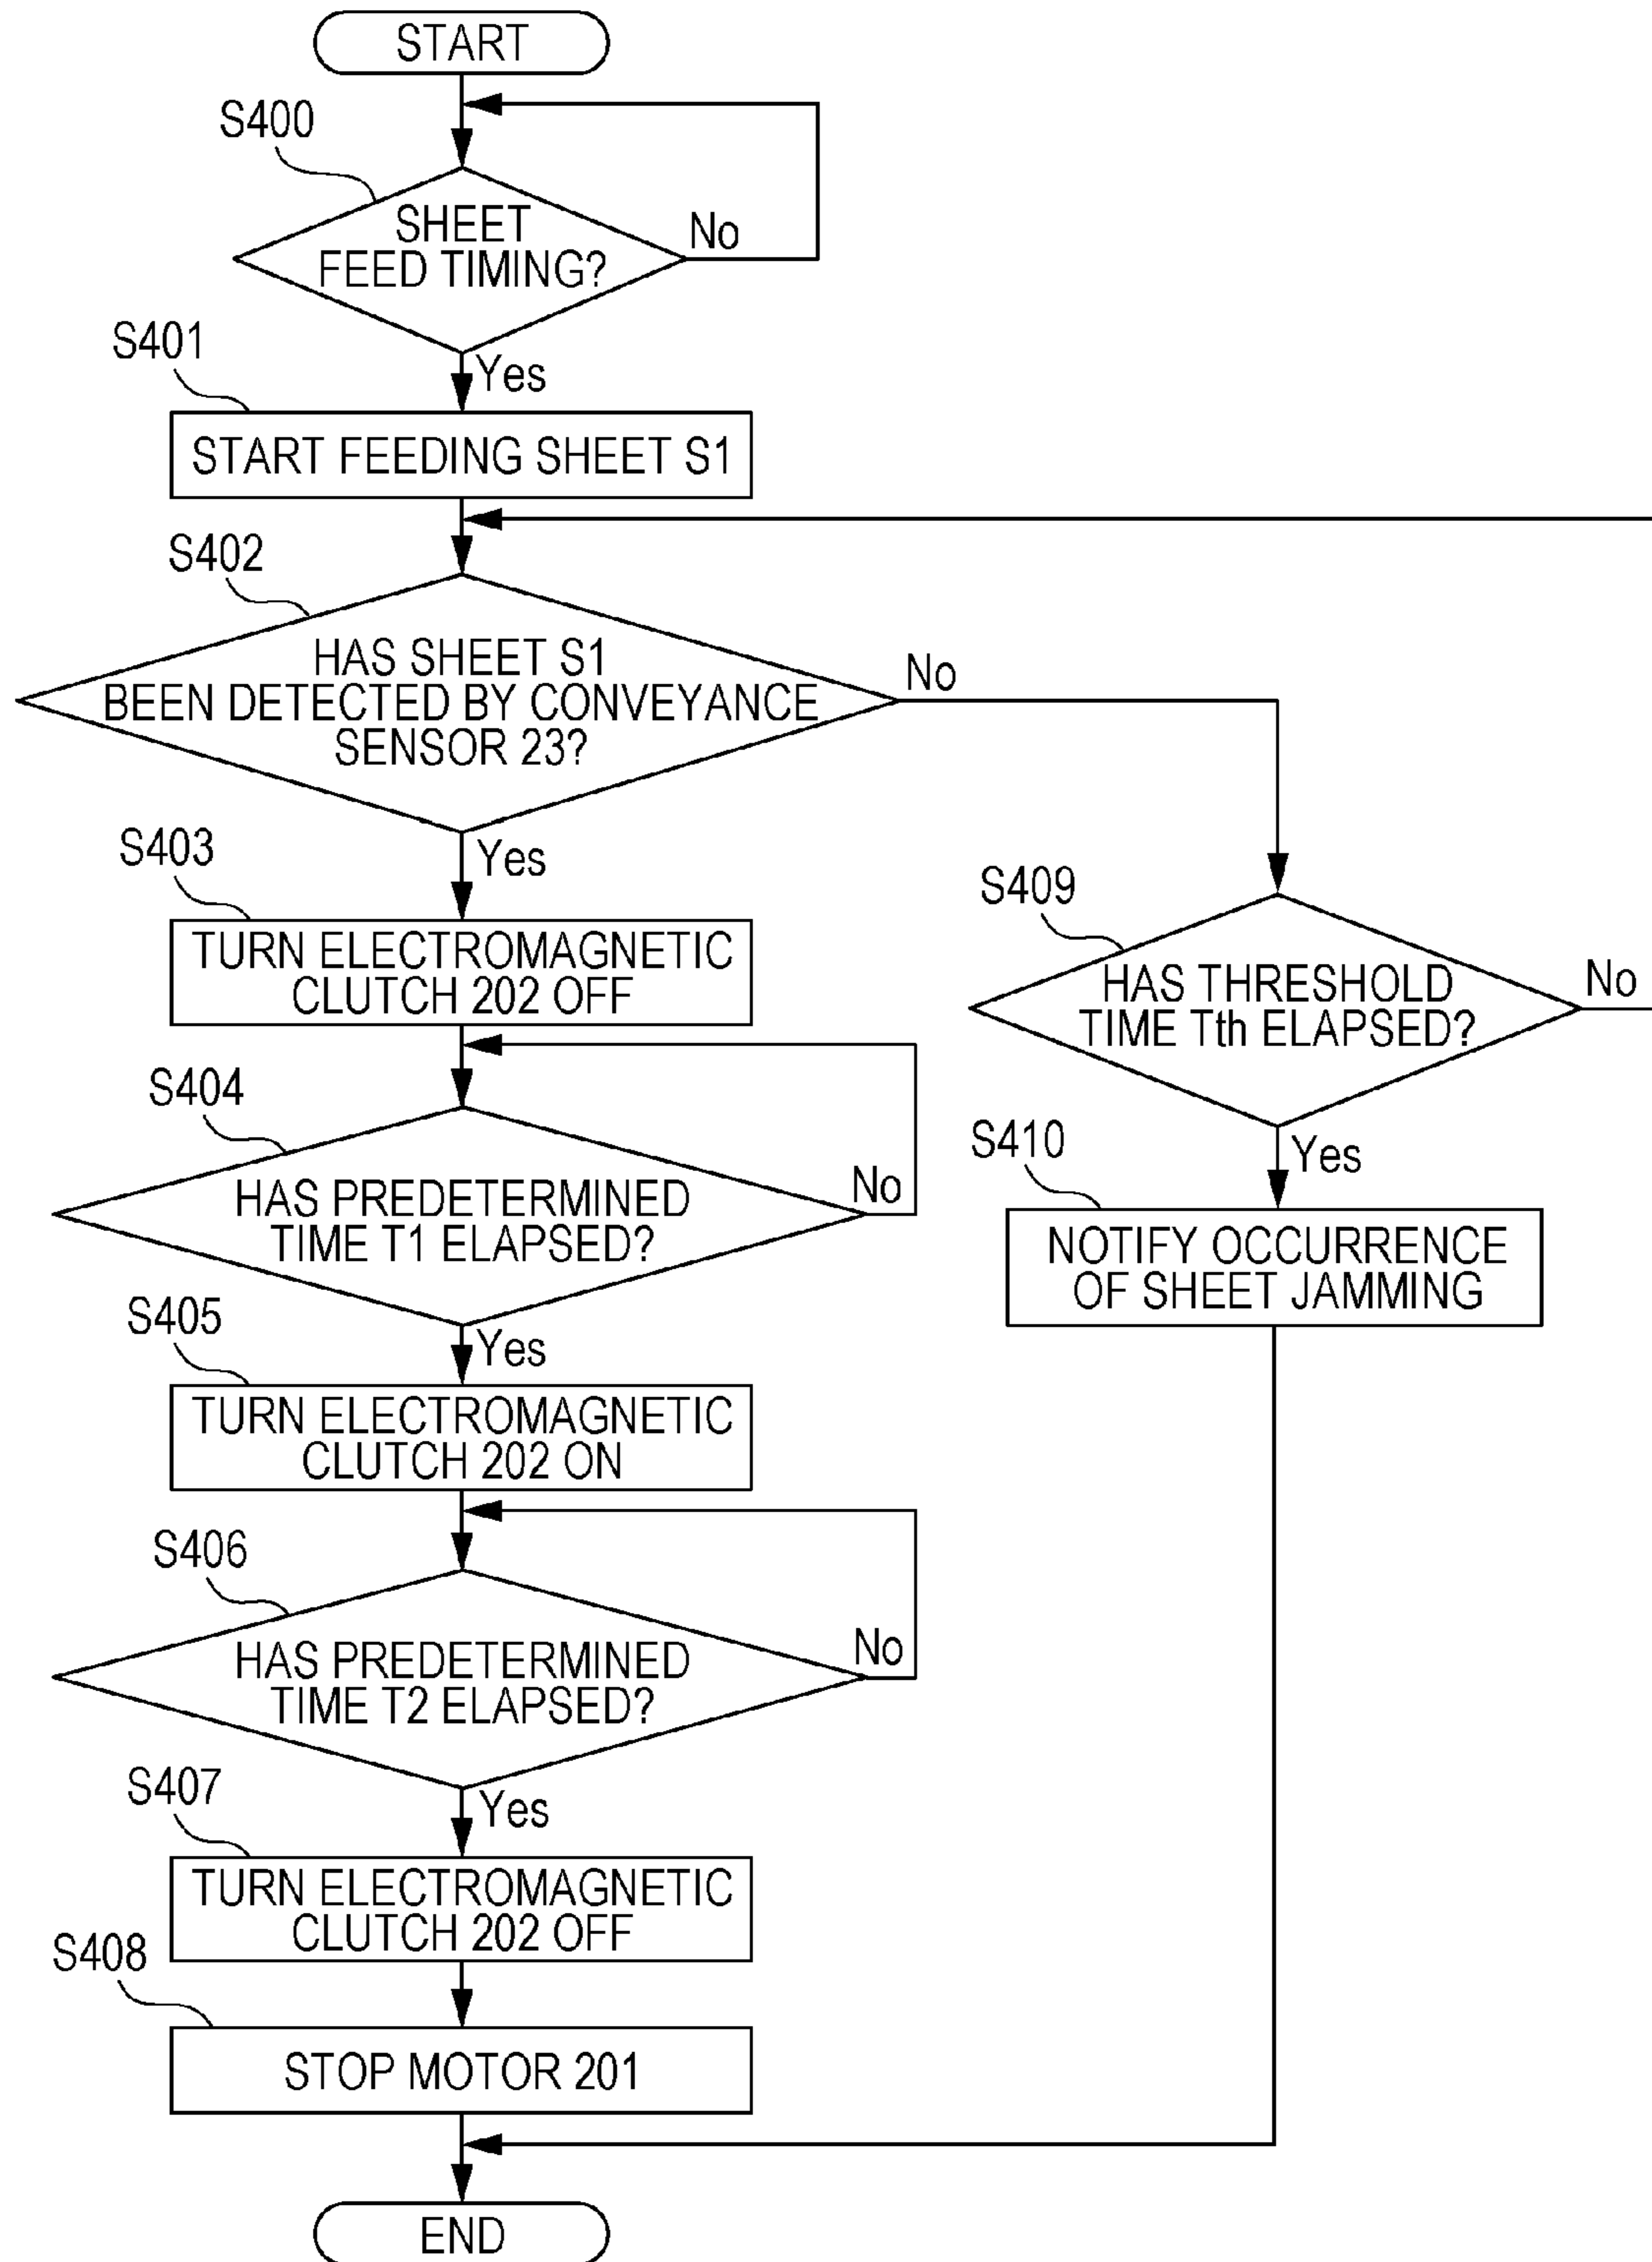 START
S400
SHEET
FEED TIMING?
No
Yes
S401
START FEEDING SHEET S1
S402
HAS SHEET S1
BEEN DETECTED BY CONVEYANCE
SENSOR 23?
No
Yes
S403
TURN ELECTROMAGNETIC
CLUTCH 202 OFF
S404
HAS PREDETERMINED
TIME T1 ELAPSED?
No
Yes
S405
TURN ELECTROMAGNETIC
CLUTCH 202 ON
S406
HAS PREDETERMINED
TIME T2 ELAPSED?
No
Yes
S407
TURN ELECTROMAGNETIC
CLUTCH 202 OFF
S408
STOP MOTOR 201
S409
HAS THRESHOLD
TIME Tth ELAPSED?
No
Yes
S410
NOTIFY OCCURRENCE
OF SHEET JAMMING
END